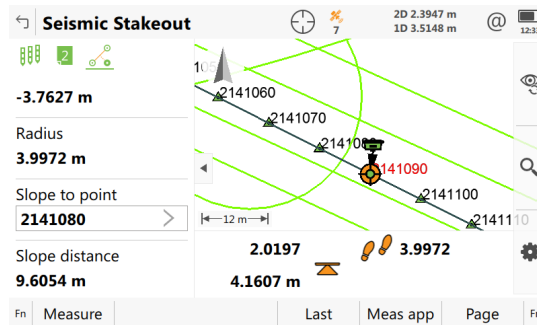 Seismic Stakeout
7
2D 2.3947 m
1D 3.5148 m
@
2
-3.7627 m
Radius
3.9972 m
Slope to point
2141080
Slope distance
9.6054 m
2141060
2141070
2141090
2141100
2141110
12 m
2.0197
3.9972
4.1607 m
Fn
Measure
Last
Meas app
Page